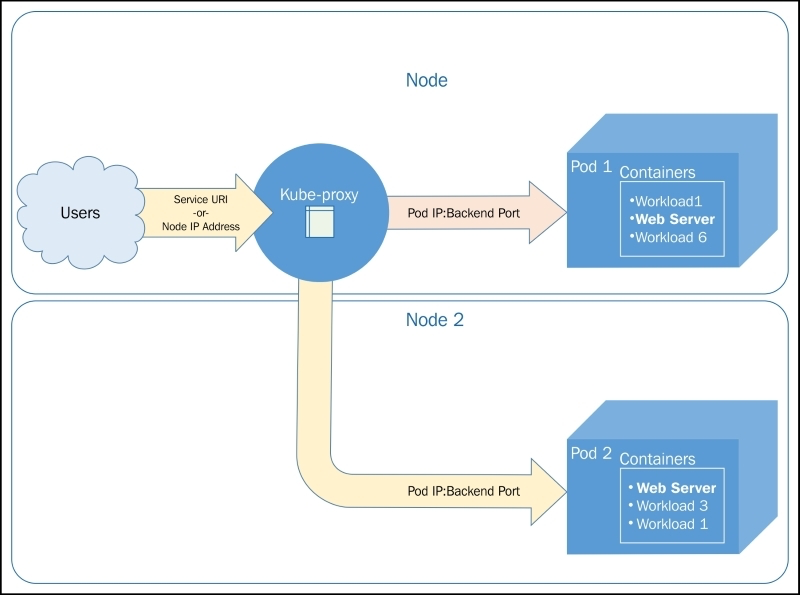 Node
Users
Service URI
-or-
Node IP Address
Kube-proxy
Pod IP:Backend Port
Pod 1
Containers
•Workload1
•Web Server
•Workload 6
Node 2
Pod IP:Backend Port
Pod 2
Containers
• Web Server
• Workload 3
• Workload 1